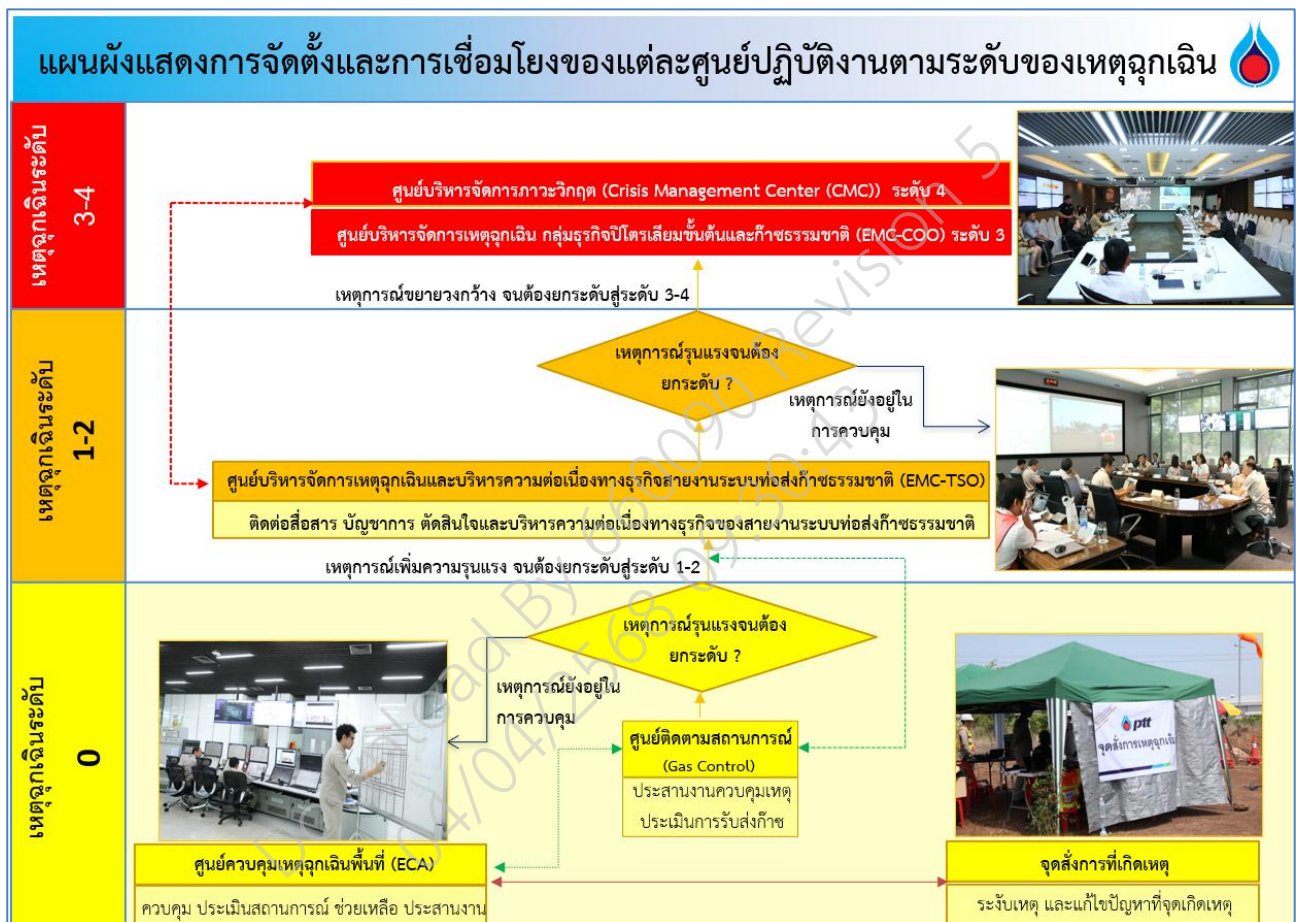 แผนผังแสดงการจัดตั้งและการเชื่อมโยงของแต่ละศูนย์ปฏิบัติงานตามระดับของเหตุฉุกเฉิน
เหตุฉุกเฉินระดับ
3-4
ศูนย์บริหารจัดการภาวะวิกฤต (Crisis Management Center (CMC)) ระดับ 4
ศูนย์บริหารจัดการเหตุฉุกเฉิน กลุ่มธุรกิจปิโตรเลียมขั้นต้นและก๊าซธรรมชาติ (EMC-COO) ระดับ 3
เหตุการณ์ขยายวงกว้าง จนต้องยกระดับสู่ระดับ 3-4
เหตุฉุกเฉินระดับ
1-2
เหตุการณ์รุนแรงจนต้อง
ยกระดับ ?
เหตุการณ์ยังอยู่ใน
การควบคุม
ศูนย์บริหารจัดการเหตุฉุกเฉินและบริหารความต่อเนื่องทางธุรกิจสายงานระบบท่อส่งก๊าซธรรมชาติ (EMC-TSO)
ติดต่อสื่อสาร บัญชาการ ตัดสินใจและบริหารความต่อเนื่องทางธุรกิจของสายงานระบบท่อส่งก๊าซธรรมชาติ
เหตุการณ์เพิ่มความรุนแรง จนต้องยกระดับสู่ระดับ 1-2
เหตุฉุกเฉินระดับ
0
เหตุการณ์รุนแรงจนต้อง
ยกระดับ ?
เหตุการณ์ยังอยู่ใน
การควบคุม
ศูนย์ติดตามสถานการณ์
(Gas Control)
ประสานงานควบคุมเหตุ
ประเมินการรับส่งก๊าซ
ptt
จุดสั่งการเหตุฉุกเฉิน
ศูนย์ควบคุมเหตุฉุกเฉินพื้นที่ (ECA)
ควบคุม ประเมินสถานการณ์ ช่วยเหลือ ประสานงาน
จุดสั่งการที่เกิดเหตุ
ระงับเหตุ และแก้ไขปัญหาที่จุดเกิดเหตุ
Download By 660090 Revision 5
04/04/2568 09:30:43